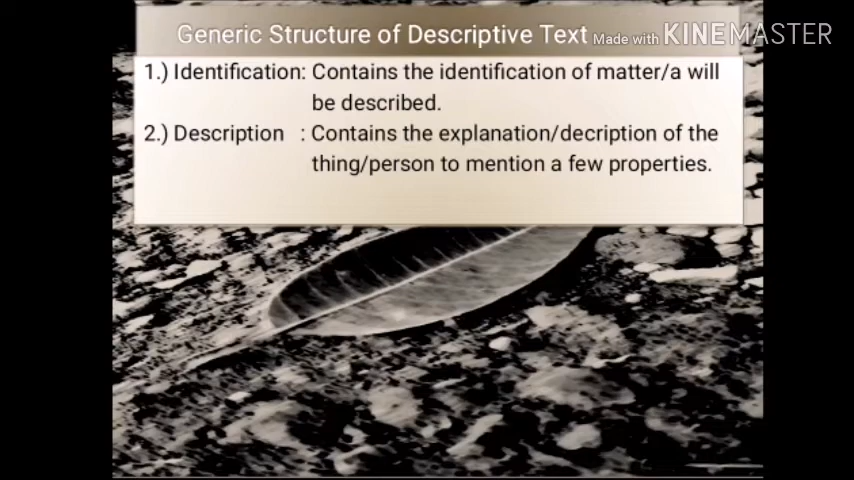 Generic Structure of Descriptive Text
Made with KINEMASTER
1.) Identification: Contains the identification of matter/a will
be described.
2.) Description : Contains the explanation/decription of the
thing/person to mention a few properties.